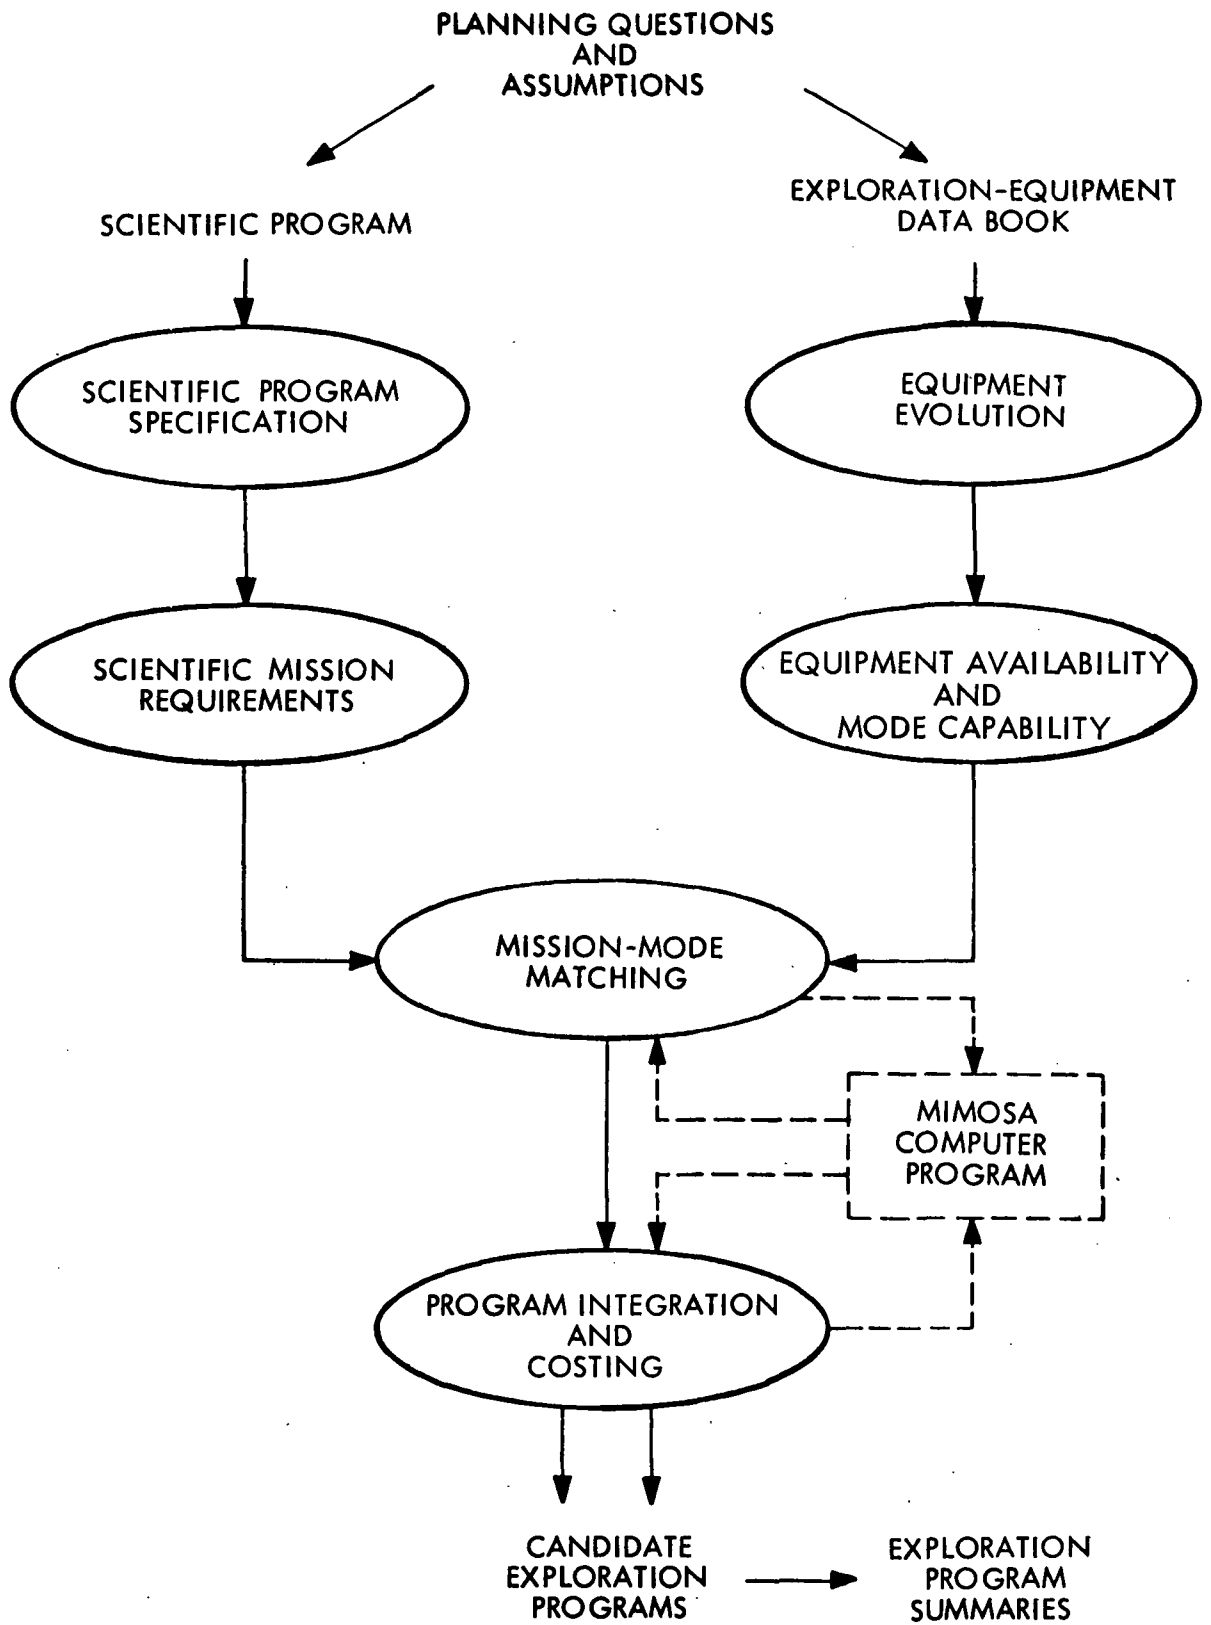 PLANNING QUESTIONS
AND
ASSUMPTIONS
SCIENTIFIC PROGRAM
EXPLORATION-EQUIPMENT
DATA BOOK
SCIENTIFIC PROGRAM
SPECIFICATION
EQUIPMENT
EVOLUTION
SCIENTIFIC MISSION
REQUIREMENTS
EQUIPMENT AVAILABILITY
AND
MODE CAPABILITY
MISSION-MODE
MATCHING
MIMOSA
COMPUTER
PROGRAM
PROGRAM INTEGRATION
AND
COSTING
CANDIDATE
EXPLORATION
PROGRAMS
EXPLORATION
PROGRAM
SUMMARIES